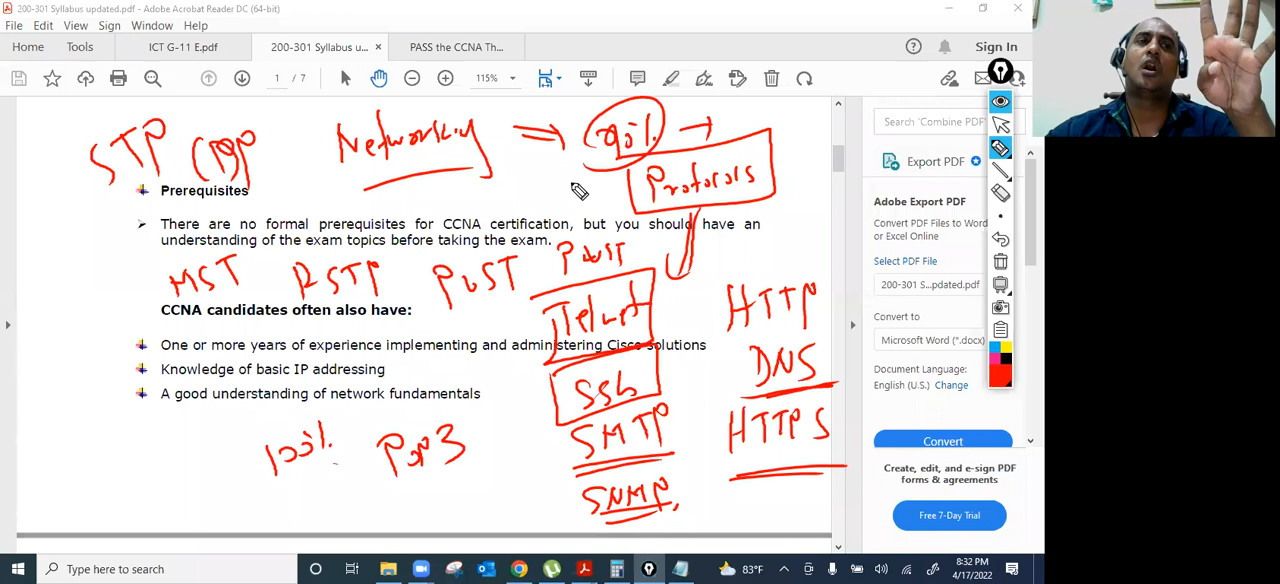 200-301 Syllabus updated.pdf - Adobe Acrobat Reader DC (64-bit)
File Edit View Sign Window Help
Home Tools ICT G-11 E.pdf 200-301 Syllabus u... × PASS the CCNA Th... Sign In
1 / 7 115%
STP Networking 90% 
Protocols
Prerequisites
There are no formal prerequisites for CCNA certification, but you should have an
understanding of the exam topics before taking the exam.
MST RSTP PVST
Telnet HTTP
CCNA candidates often also have:
One or more years of experience implementing and administering Cisco solutions
Knowledge of basic IP addressing
DNS
A good understanding of network fundamentals
SSh
100% PoP3 SMTP HTTPS
SNMP
Search 'Combine PDF'
Export PDF
Adobe Export PDF
Convert PDF Files to Word
or Excel Online
Select PDF File
200-301 S...pdated.pdf
Convert to
Microsoft Word (*.docx)
Document Language:
English (U.S.) Change
Convert
Create, edit, and e-sign PDF
forms & agreements
Free 7-Day Trial
Type here to search 83°F 8:32 PM
4/17/2022